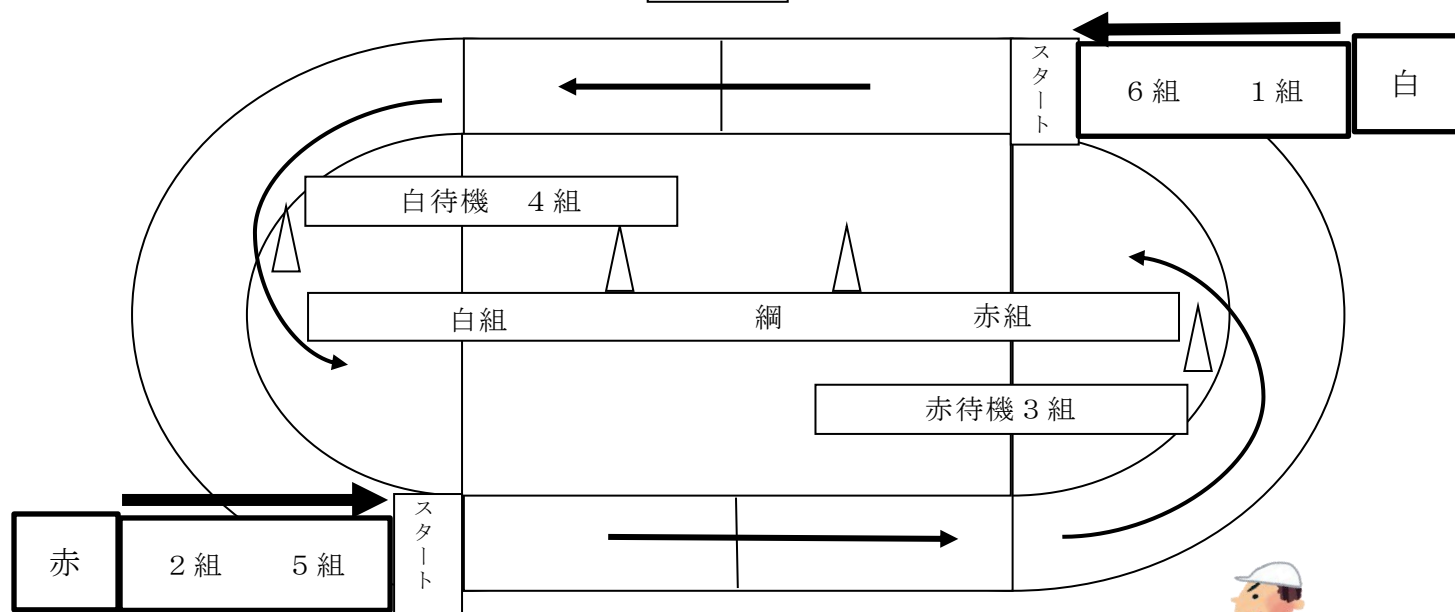 スタート
６組　１組
白
白待機　４組
白組　綱　赤組
赤待機３組
スタート
赤
２組　５組